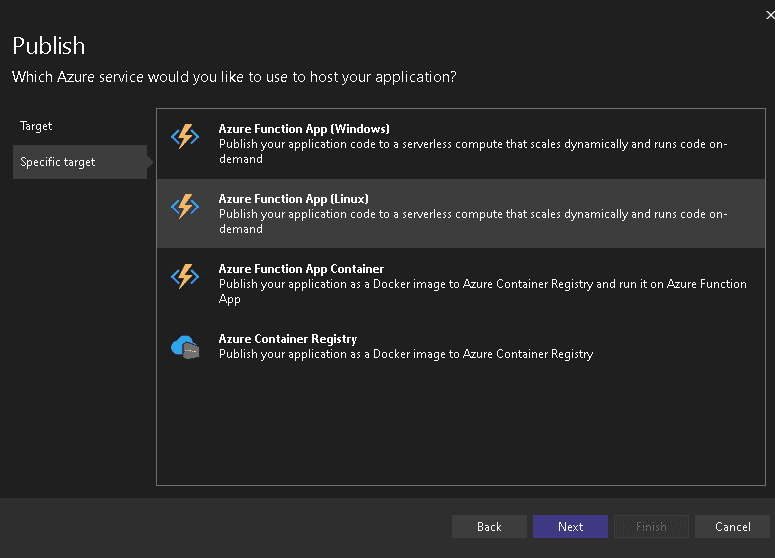 Publish
Which Azure service would you like to use to host your application?
Target
Specific target
Azure Function App (Windows)
Publish your application code to a serverless compute that scales dynamically and runs code on-
demand
Azure Function App (Linux)
Publish your application code to a serverless compute that scales dynamically and runs code on-
demand
Azure Function App Container
Publish your application as a Docker image to Azure Container Registry and run it on Azure Function
App
Azure Container Registry
Publish your application as a Docker image to Azure Container Registry
Back
Next
Finish
Cancel